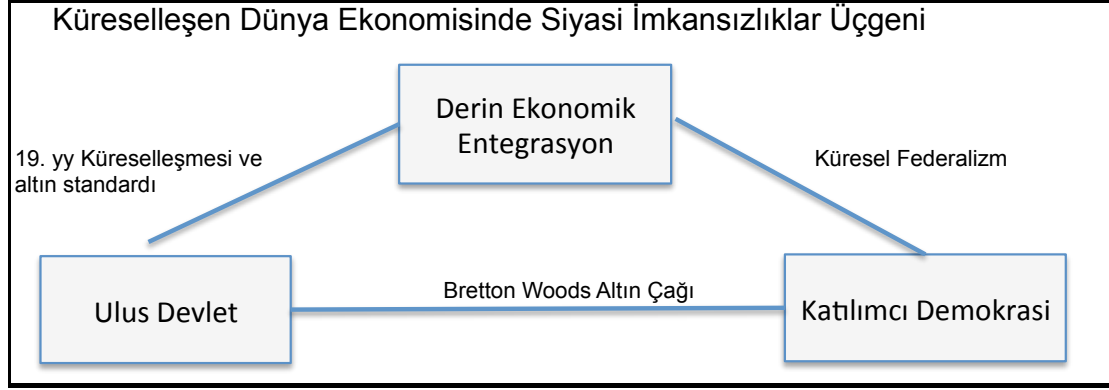 Küreselleşen Dünya Ekonomisinde Siyasi İmkansızlıklar Üçgeni
Derin Ekonomik
Entegrasyon
19. yy Küreselleşmesi ve
altın standardı
Küresel Federalizm
Ulus Devlet
Bretton Woods Altın Çağı
Katılımcı Demokrasi